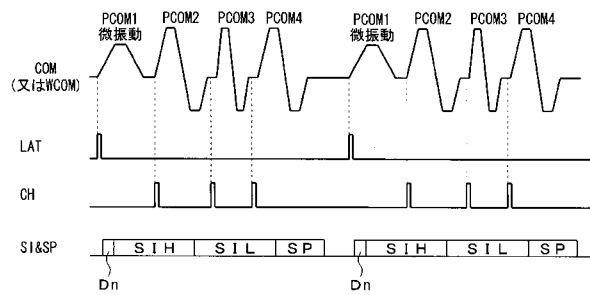 PCOM1 PCOM2 PCOM3 PCOM4 PCOM1 PCOM2 PCOM3 PCOM4
微振動 微振動
COM
(又はWCOM)
LAT
CH
SI&SP SIH SIL SP SIH SIL SP
Dn Dn